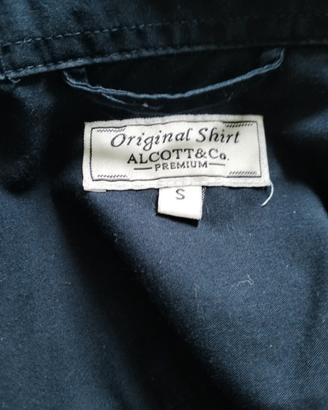 Original Shirt
ALCOTT&Co.
PREMIUM
S